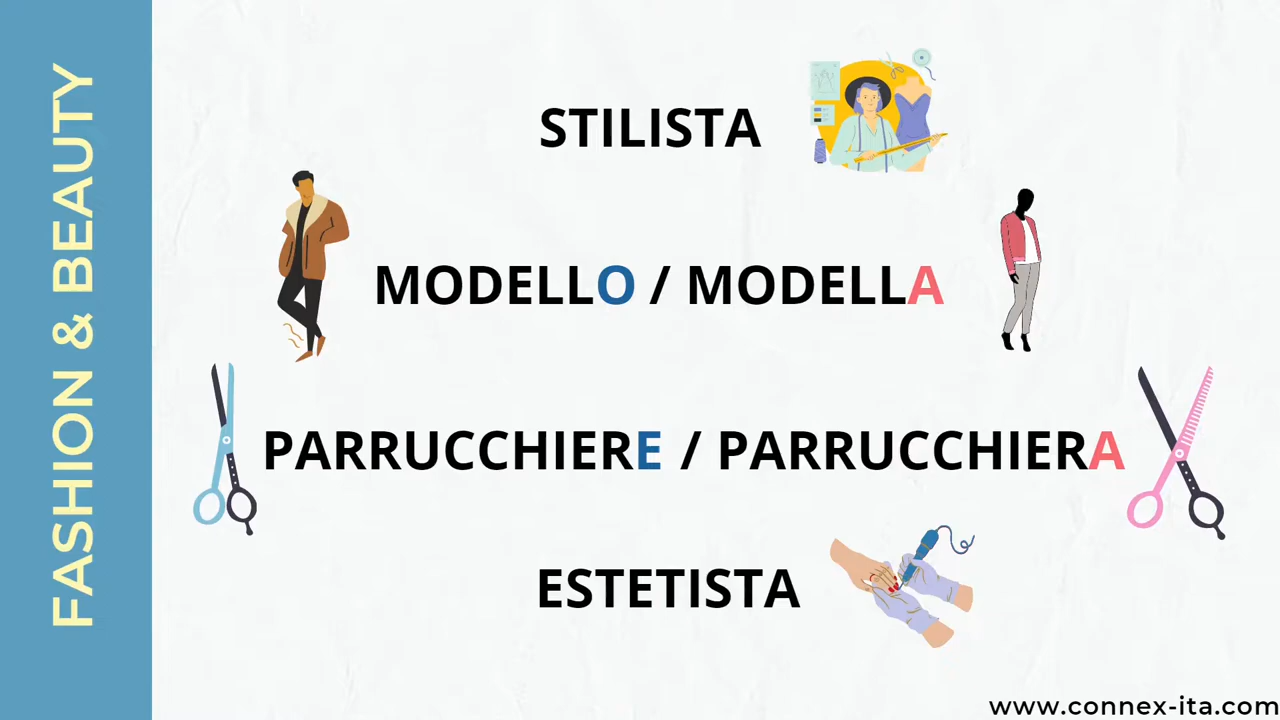 FASHION & BEAUTY
STILISTA
MODELLO / MODELLA
PARRUCCHIERE / PARRUCCHIERA
ESTETISTA
www.connex-ita.com